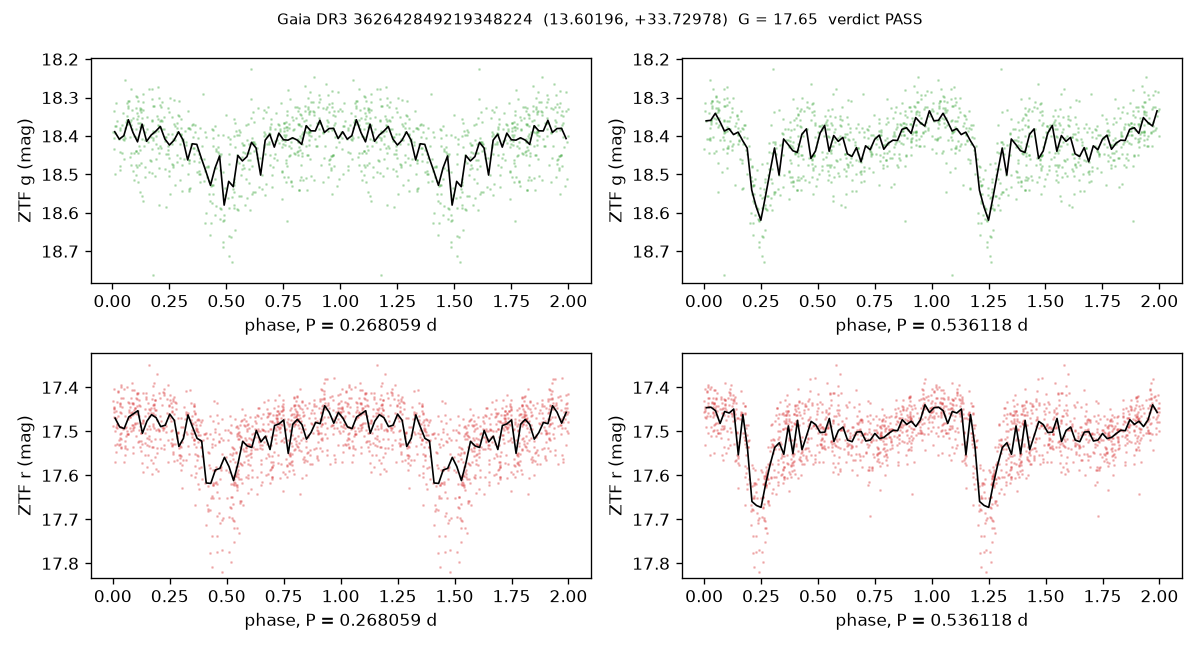 Gaia DR3 362642849219348224  (13.60196, +33.72978)  G = 17.65  verdict PASS
ZTF g (mag)
18.2
18.3
18.4
18.5
18.6
18.7
0.00 0.25 0.50 0.75 1.00 1.25 1.50 1.75 2.00
phase, P = 0.268059 d
ZTF g (mag)
18.2
18.3
18.4
18.5
18.6
18.7
0.00 0.25 0.50 0.75 1.00 1.25 1.50 1.75 2.00
phase, P = 0.536118 d
ZTF r (mag)
17.4
17.5
17.6
17.7
17.8
0.00 0.25 0.50 0.75 1.00 1.25 1.50 1.75 2.00
phase, P = 0.268059 d
ZTF r (mag)
17.4
17.5
17.6
17.7
17.8
0.00 0.25 0.50 0.75 1.00 1.25 1.50 1.75 2.00
phase, P = 0.536118 d